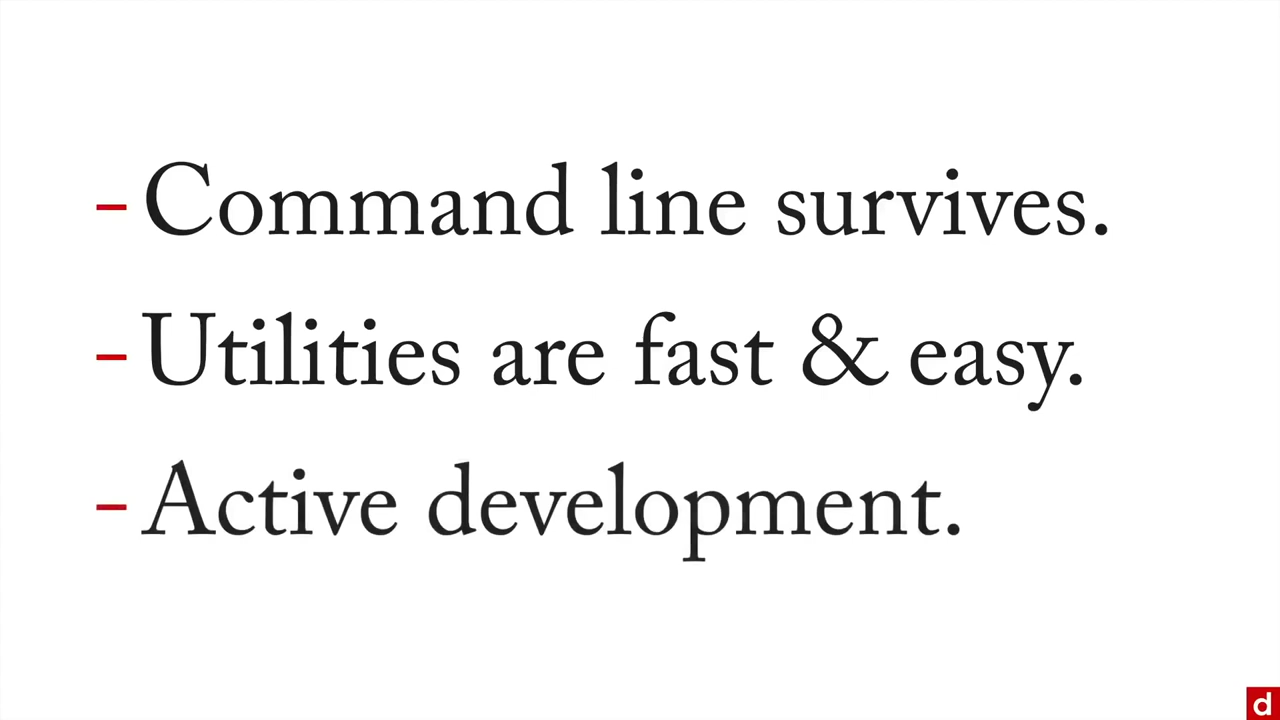 - Command line survives.
- Utilities are fast & easy.
- Active development.
d